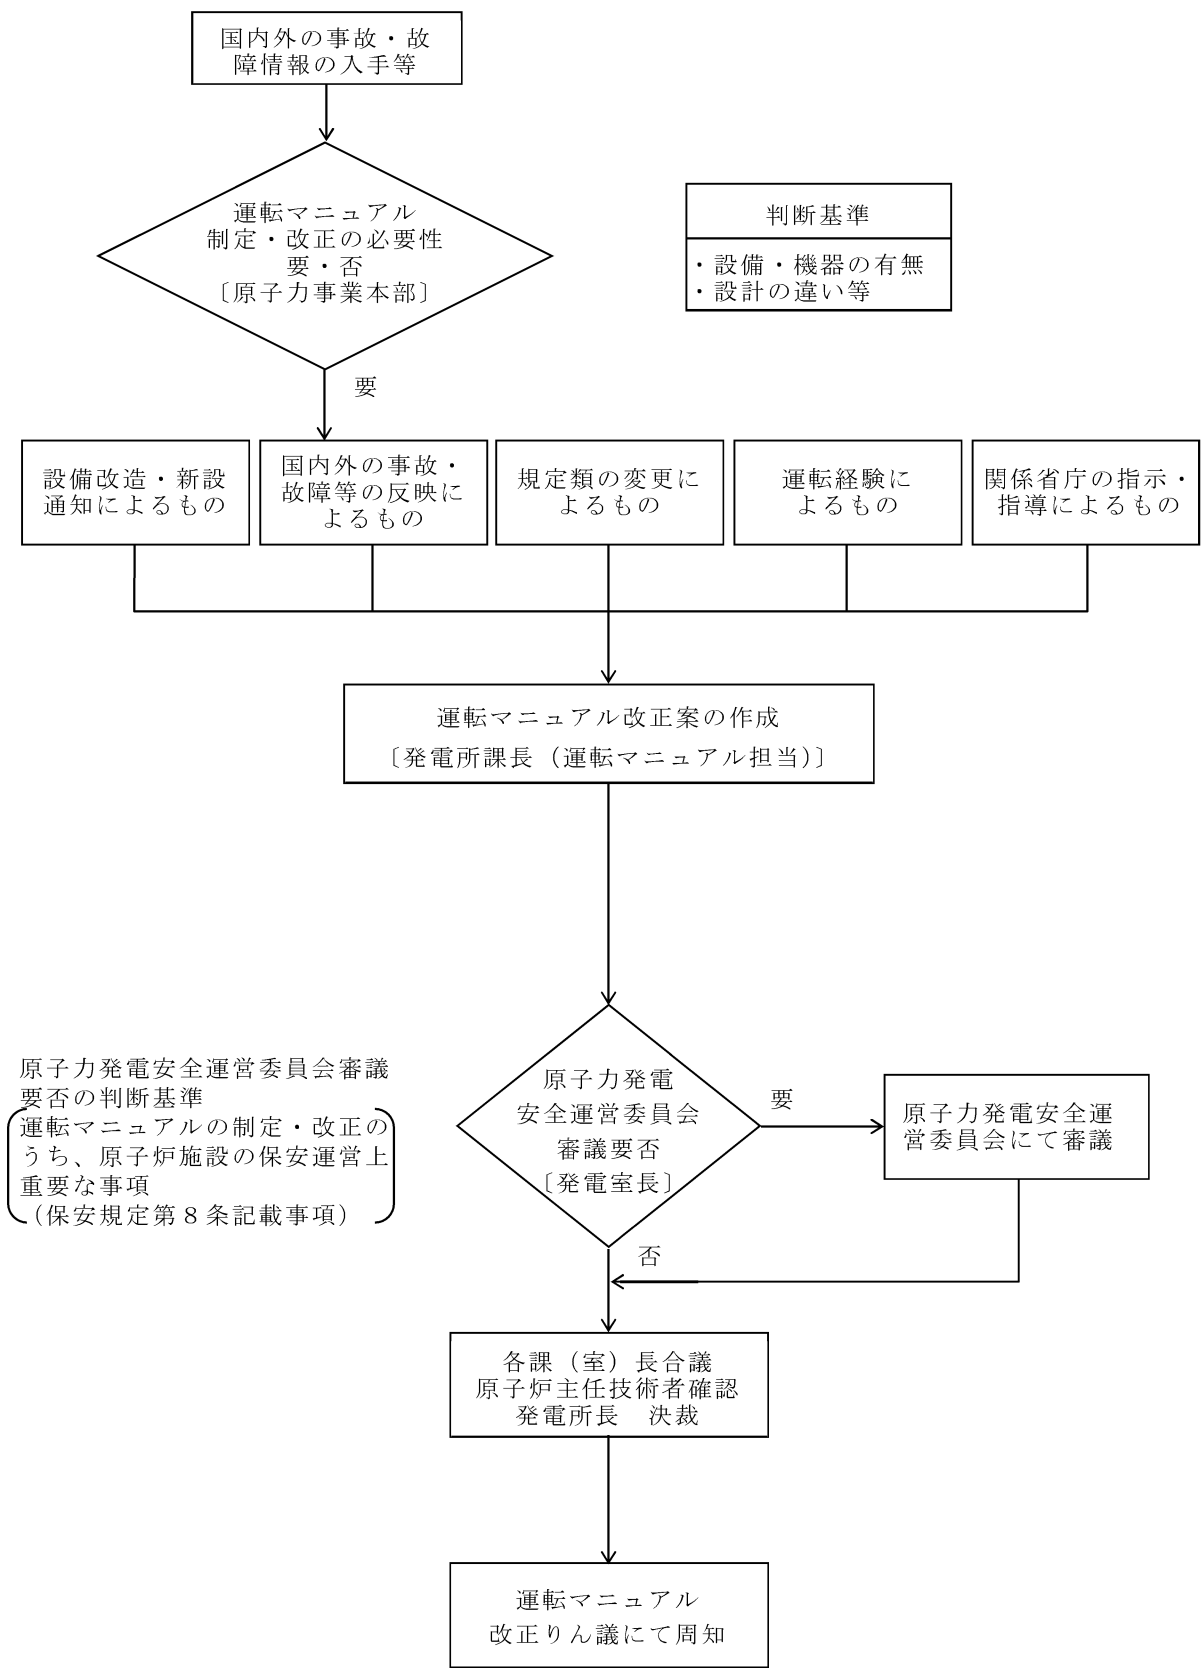 国内外の事故・故
障情報の入手等
運転マニュアル
制定・改正の必要性
要・否
〔原子力事業本部〕
判断基準
・設備・機器の有無
・設計の違い等
要
設備改造・新設
通知によるもの
国内外の事故・
故障等の反映に
よるもの
規定類の変更に
よるもの
運転経験に
よるもの
関係省庁の指示・
指導によるもの
運転マニュアル改正案の作成
〔発電所課長（運転マニュアル担当）〕
原子力発電安全運営委員会審議
要否の判断基準
運転マニュアルの制定・改正の
うち、原子炉施設の保安運営上
重要な事項
（保安規定第８条記載事項）
原子力発電
安全運営委員会
審議要否
〔発電室長〕
要
原子力発電安全運
営委員会にて審議
否
各課（室）長合議
原子炉主任技術者確認
発電所長　決裁
運転マニュアル
改正りん議にて周知